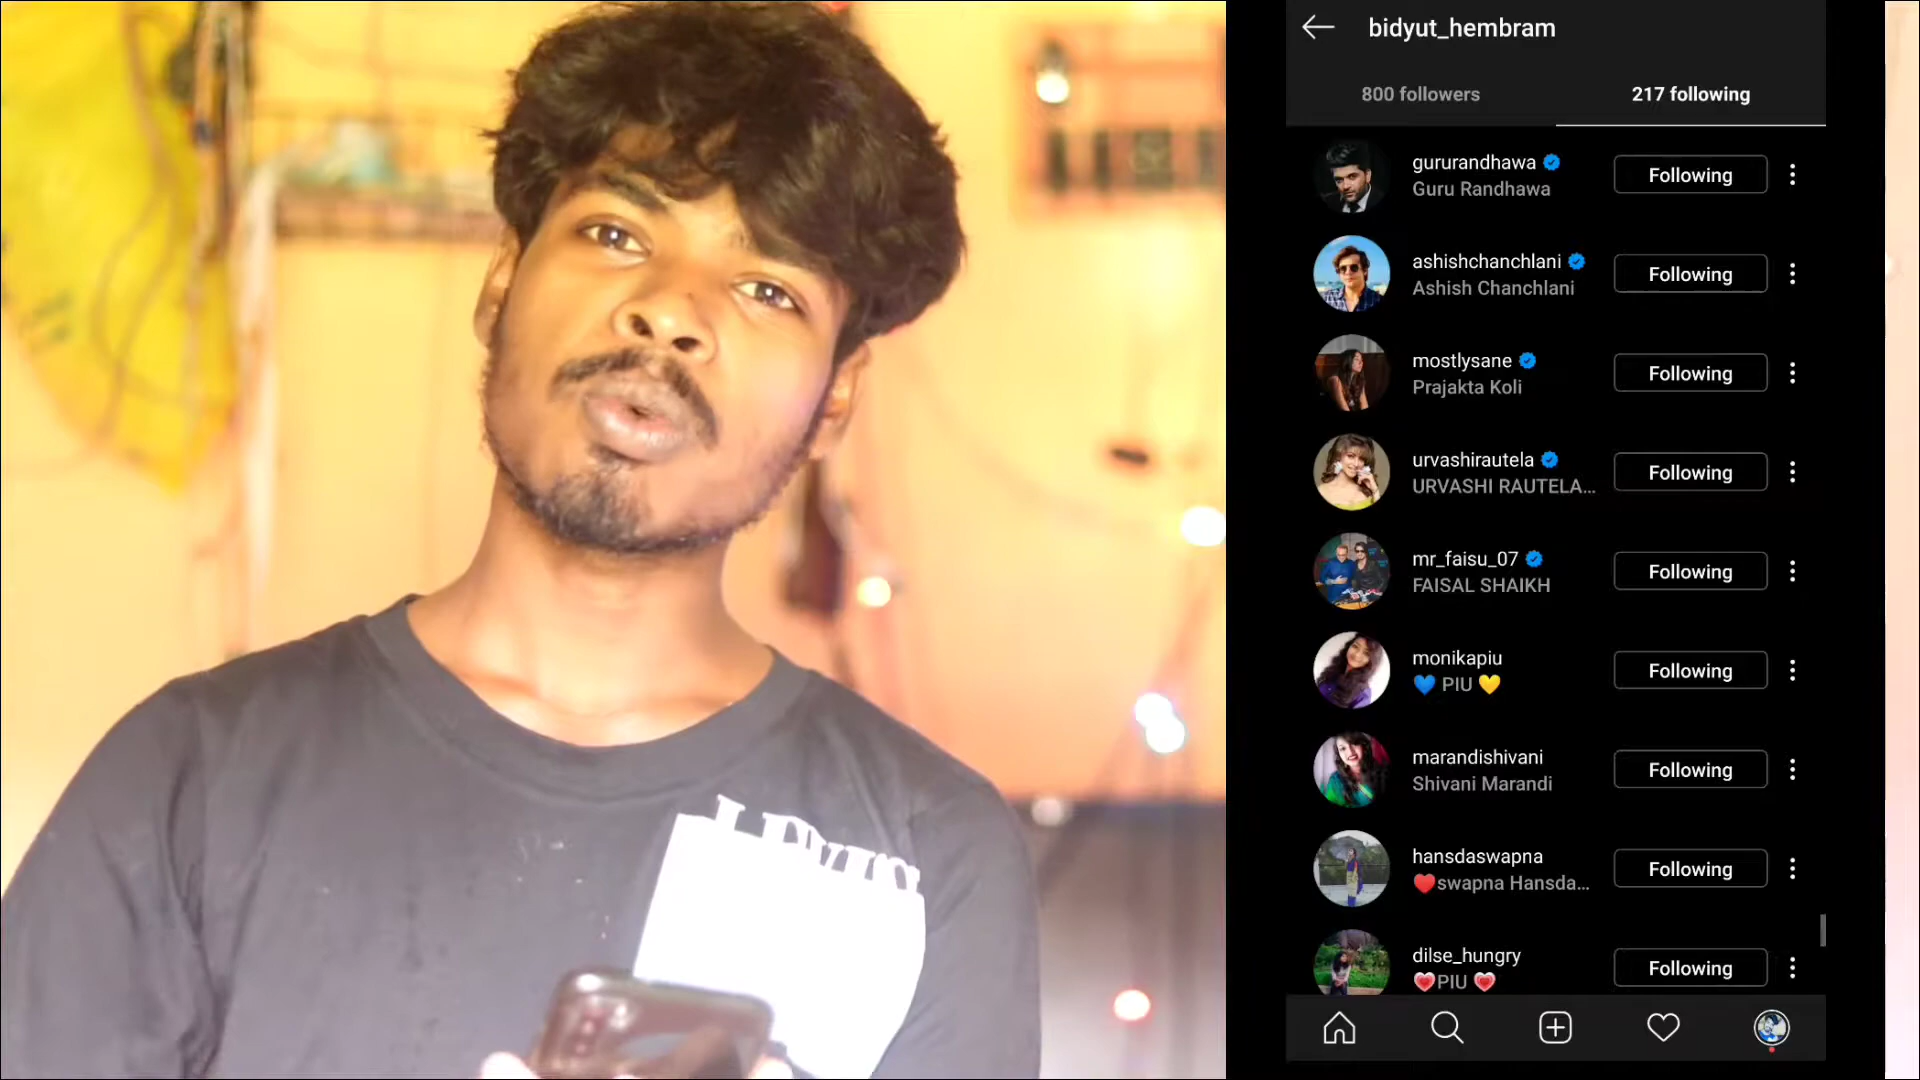 bidyut_hembram
800 followers
217 following
gururandhawa
Guru Randhawa
Following
ashishchanchlani
Ashish Chanchlani
Following
mostlysane
Prajakta Koli
Following
urvashirautela
URVASHI RAUTELA...
Following
mr_faisu_07
FAISAL SHAIKH
Following
monikapiu
💙 PIU 💛
Following
marandishivani
Shivani Marandi
Following
hansdaswapna
❤️swapna Hansda...
Following
dilse_hungry
💗PIU 💗
Following